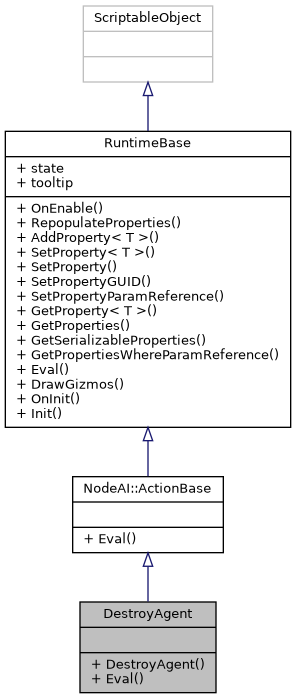 ScriptableObject
RuntimeBase
+ state
+ tooltip
+ OnEnable()
+ RepopulateProperties()
+ AddProperty< T >()
+ SetProperty< T >()
+ SetProperty()
+ SetPropertyGUID()
+ SetPropertyParamReference()
+ GetProperty< T >()
+ GetProperties()
+ GetSerializableProperties()
+ GetPropertiesWhereParamReference()
+ Eval()
+ DrawGizmos()
+ OnInit()
+ Init()
NodeAI::ActionBase
+ Eval()
DestroyAgent
+ DestroyAgent()
+ Eval()